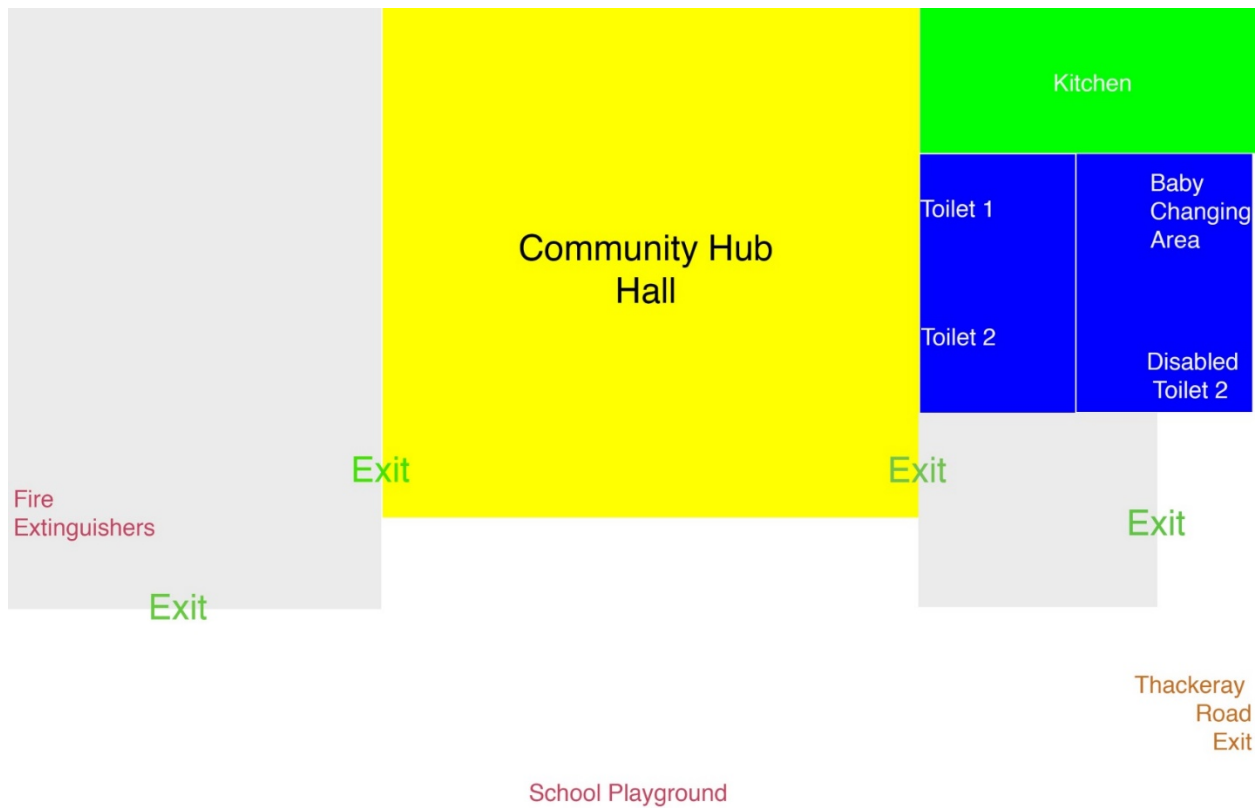 Kitchen
Toilet 1
Baby
Changing
Area
Community Hub
Hall
Toilet 2
Disabled
Toilet 2
Exit
Exit
Fire
Extinguishers
Exit
Exit
Thackeray
Road
Exit
School Playground